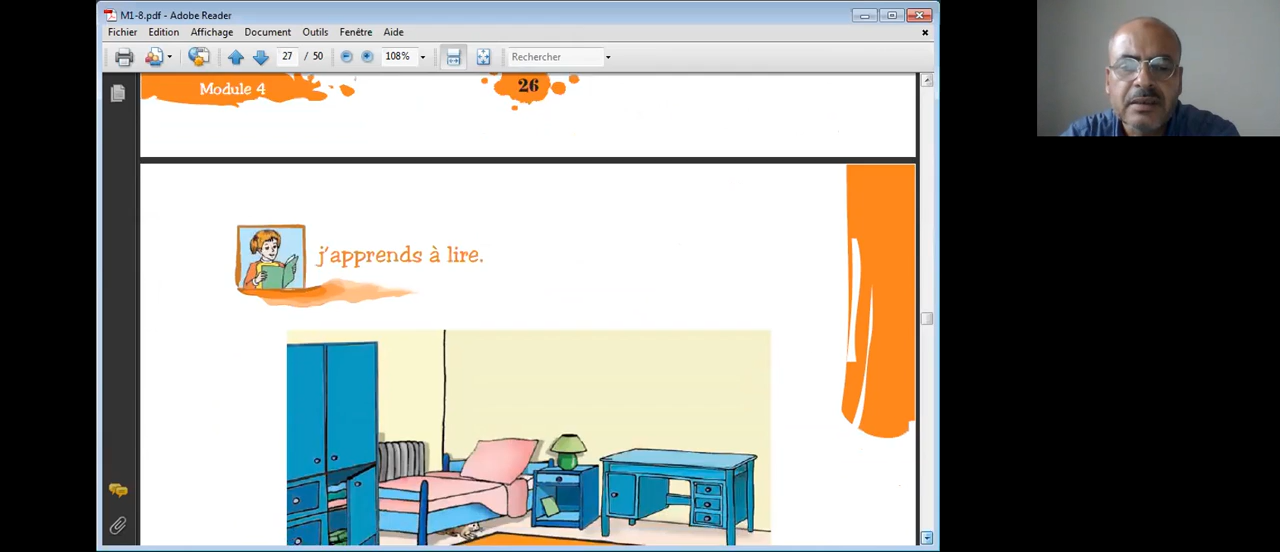 M1-8.pdf - Adobe Reader
Fichier Edition Affichage Document Outils Fenêtre Aide
27 / 50 108% Rechercher
Module 4 26
j'apprends à lire.